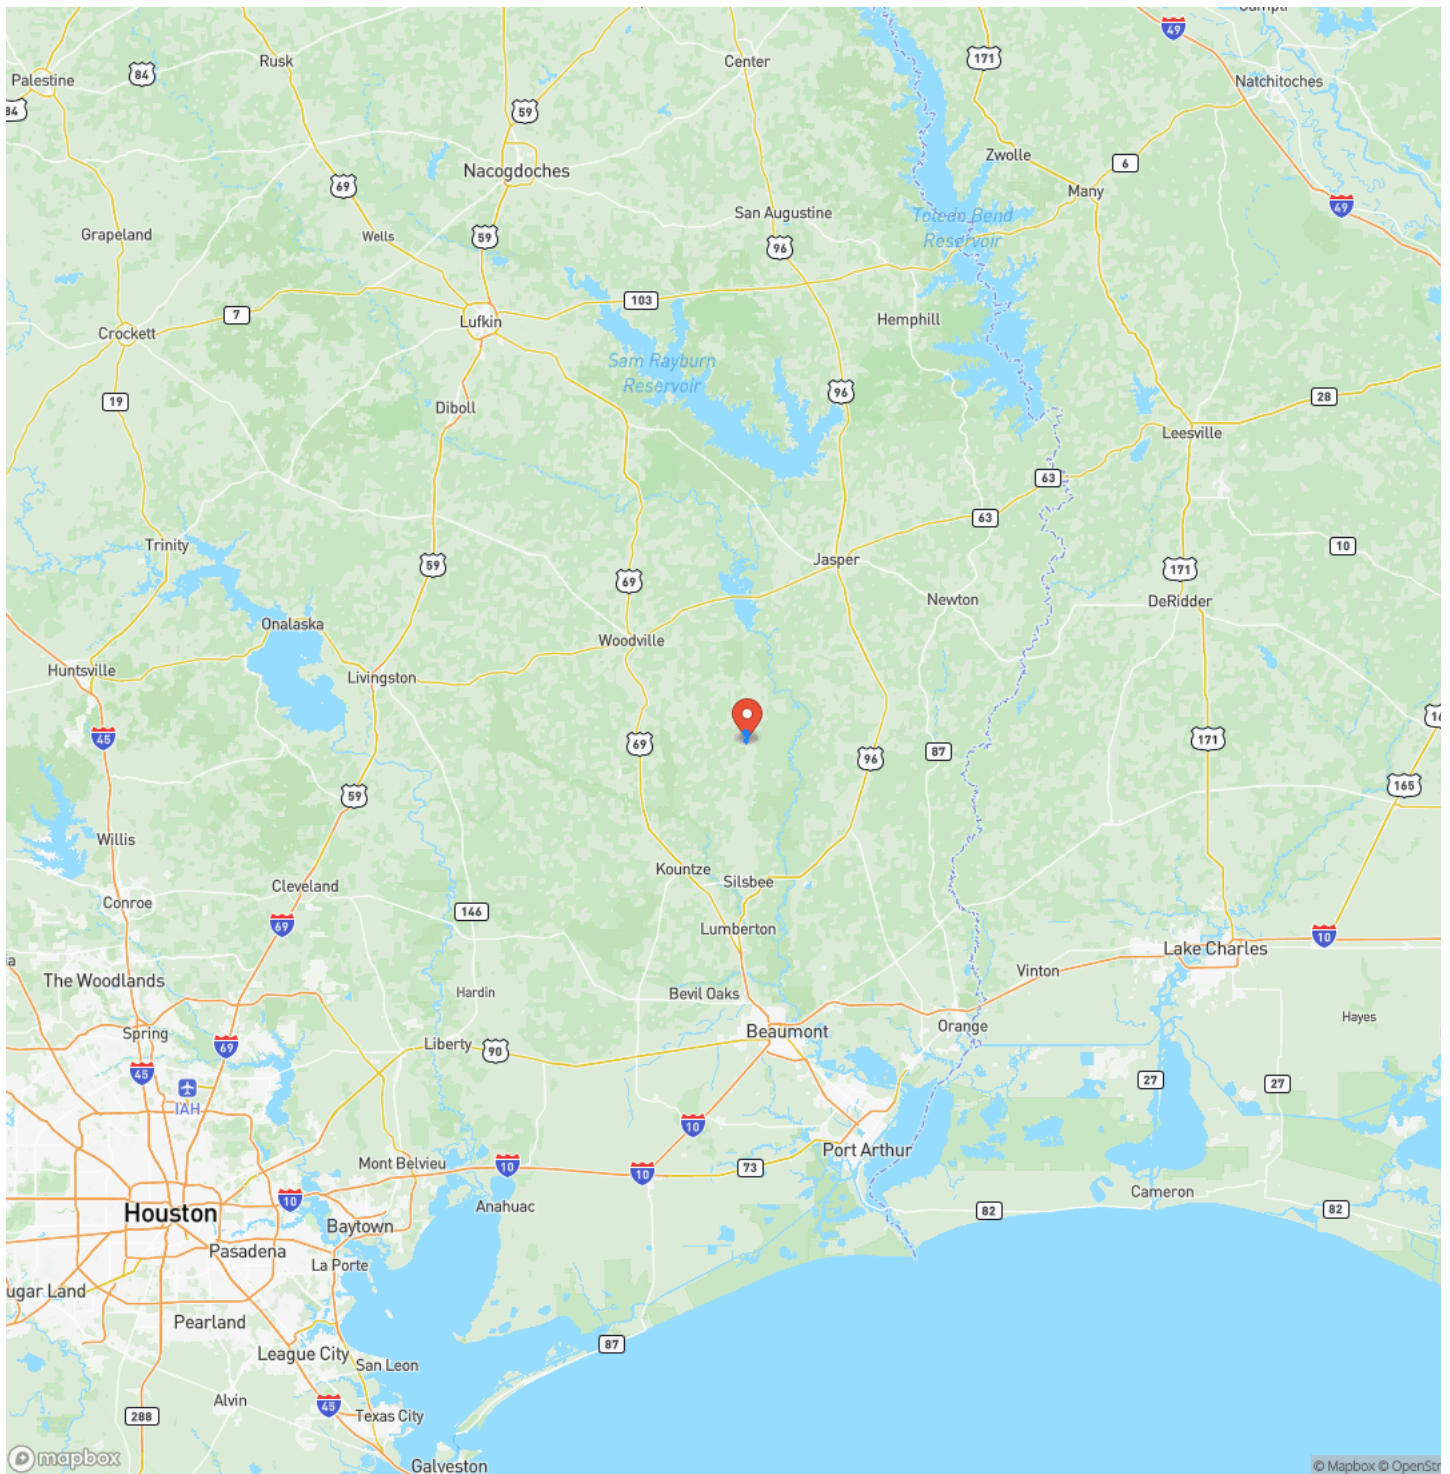 Campti
49
171
Rusk
Center
84
Palestine
Natchitoches
84
59
Zwolle
6
Nacogdoches
69
Many
49
San Augustine
Toledo Bend
Reservoir
Grapeland
Wells
59
96
103
7
Hemphill
Lufkin
Crockett
Sam Rayburn
Reservoir
96
28
19
Diboll
Leesville
63
63
Trinity
10
Jasper
59
171
69
Newton
DeRidder
Onalaska
Woodville
Huntsville
Livingston
45
69
87
171
96
165
59
Willis
Kountze
Silsbee
Cleveland
Conroe
146
69
Lumberton
10
Lake Charles
The Woodlands
Vinton
Hardin
Bevil Oaks
Spring
Orange
Hayes
Beaumont
69
Liberty
90
45
27
27
IAH
10
Port Arthur
Mont Belvieu
10
10
73
Cameron
10
Anahuac
82
82
Houston
Baytown
Pasadena
La Porte
ugar Land
Pearland
87
League City
San Leon
Alvin
45
288
Texas City
mapbox
Galveston
© Mapbox © OpenStr